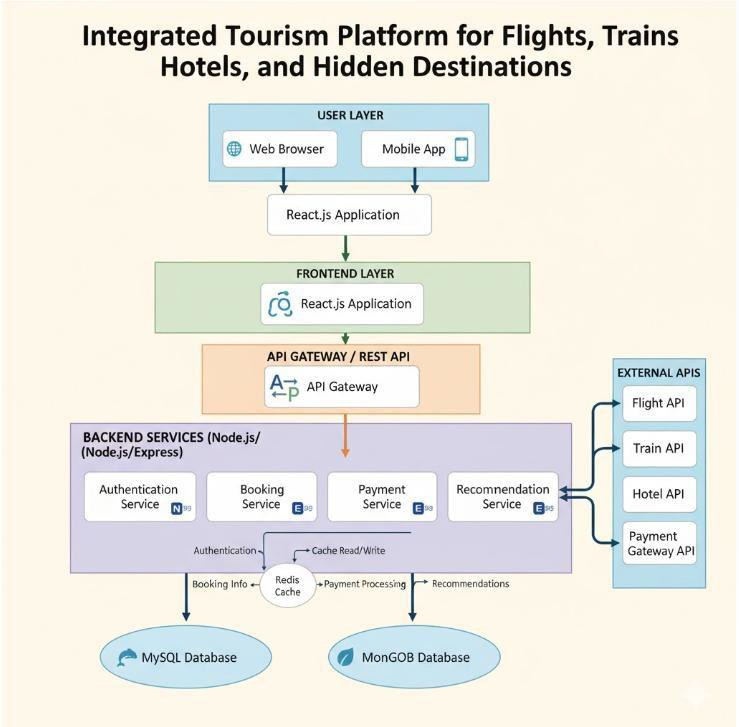 Integrated Tourism Platform for Flights, Trains
Hotels, and Hidden Destinations
USER LAYER
Web Browser
Mobile App
React.js Application
FRONTEND LAYER
React.js Application
API GATEWAY / REST API
A
P
API Gateway
EXTERNAL APIS
Flight API
Train API
Hotel API
Payment
Gateway API
BACKEND SERVICES (Node.js/
(Node.js/Express)
Authentication
Service
N
Booking
Service
E
Payment
Service
E
Recomnendation
Service
E
Authentication
Cache Read/Write
Booking Info
Redis
Cache
Payment Processing
Recommendations
MySQL Database
MonGOB Database